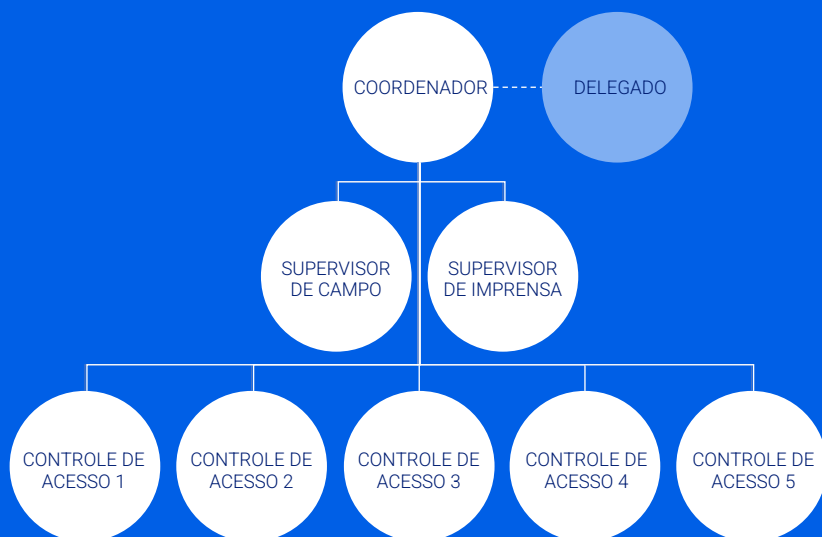 COORDENADOR
DELEGADO
SUPERVISOR
DE CAMPO
SUPERVISOR
DE IMPRENSA
CONTROLE DE
ACESSO 1
CONTROLE DE
ACESSO 2
CONTROLE DE
ACESSO 3
CONTROLE DE
ACESSO 4
CONTROLE DE
ACESSO 5